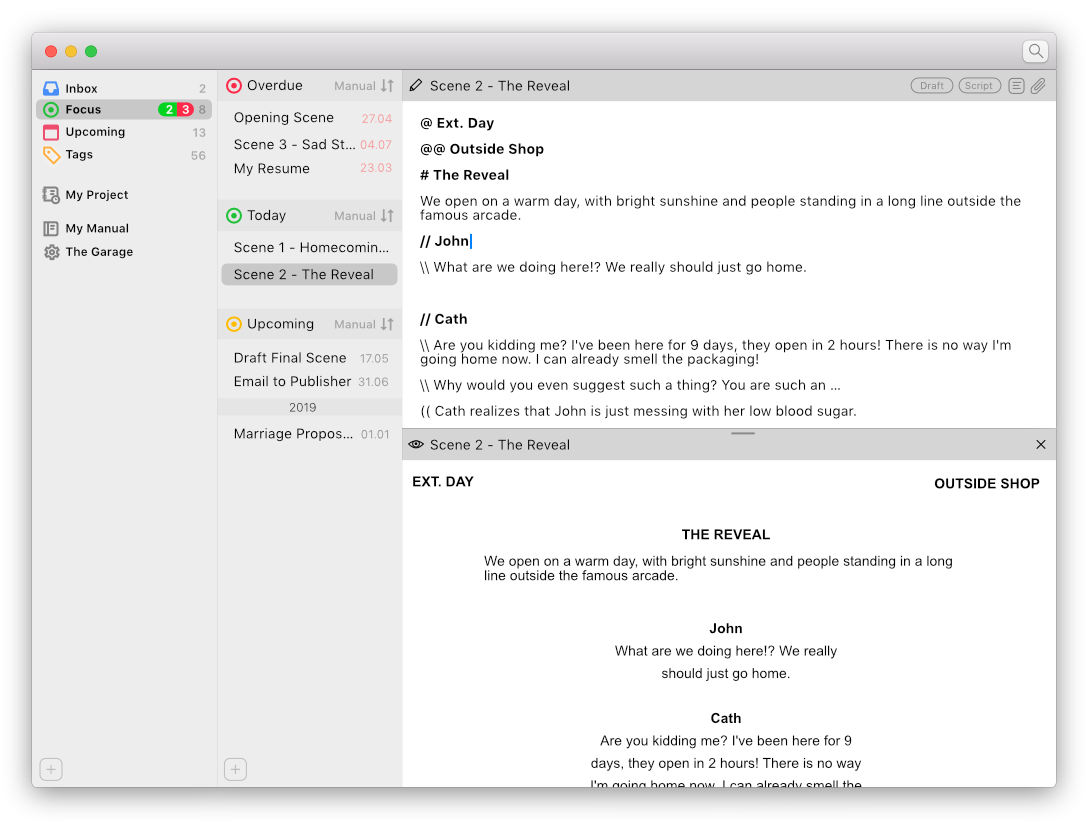 Inbox 2
Focus 2 3 8
Upcoming 13
Tags 56
My Project
My Manual
The Garage
Overdue Manual
Opening Scene 27.04
Scene 3 - Sad St... 04.07
My Resume 23.03
Today Manual
Scene 1 - Homecomin...
Scene 2 - The Reveal
Upcoming Manual
Draft Final Scene 17.05
Email to Publisher 31.06
2019
Marriage Propos... 01.01
Scene 2 - The Reveal Draft Script
@ Ext. Day
@@ Outside Shop
# The Reveal
We open on a warm day, with bright sunshine and people standing in a long line outside the
famous arcade.
// John
\\ What are we doing here!? We really should just go home.
// Cath
\\ Are you kidding me? I've been here for 9 days, they open in 2 hours! There is no way I'm
going home now. I can already smell the packaging!
\\ Why would you even suggest such a thing? You are such an ...
(( Cath realizes that John is just messing with her low blood sugar.
Scene 2 - The Reveal
EXT. DAY OUTSIDE SHOP
THE REVEAL
We open on a warm day, with bright sunshine and people standing in a long
line outside the famous arcade.
John
What are we doing here!? We really
should just go home.
Cath
Are you kidding me? I've been here for 9
days, they open in 2 hours! There is no way
I'm going home now. I can already smell the